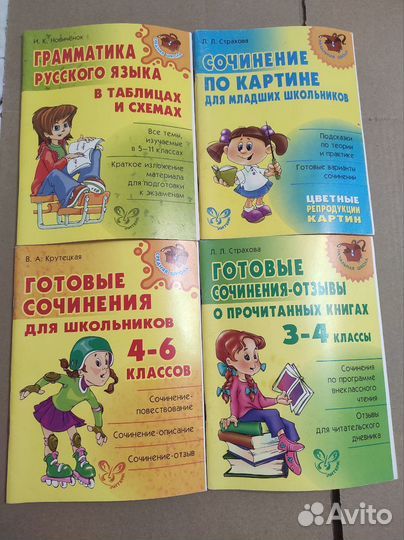 И. К. Новичёнок
ГРАММАТИКА
РУССКОГО ЯЗЫКА
В ТАБЛИЦАХ
И СХЕМАХ
Все темы,
изучаемые
в 5–11 классах
Краткое изложение
материала
для подготовки
к экзаменам
Л. Л. Страхова
СОЧИНЕНИЕ
ПО КАРТИНЕ
ДЛЯ МЛАДШИХ ШКОЛЬНИКОВ
Подсказки
по теории
и практике
Готовые варианты
сочинений
ЦВЕТНЫЕ
РЕПРОДУКЦИИ
КАРТИН
В. А. Крутецкая
ГОТОВЫЕ
СОЧИНЕНИЯ
ДЛЯ ШКОЛЬНИКОВ
4–6
КЛАССОВ
Сочинение-
повествование
Сочинение-описание
Сочинение-отзыв
Л. Л. Страхова
ГОТОВЫЕ
СОЧИНЕНИЯ-ОТЗЫВЫ
О ПРОЧИТАННЫХ КНИГАХ
3–4 КЛАССЫ
Сочинения
по программе
внеклассного
чтения
Отзывы
для читательского
дневника
Avito